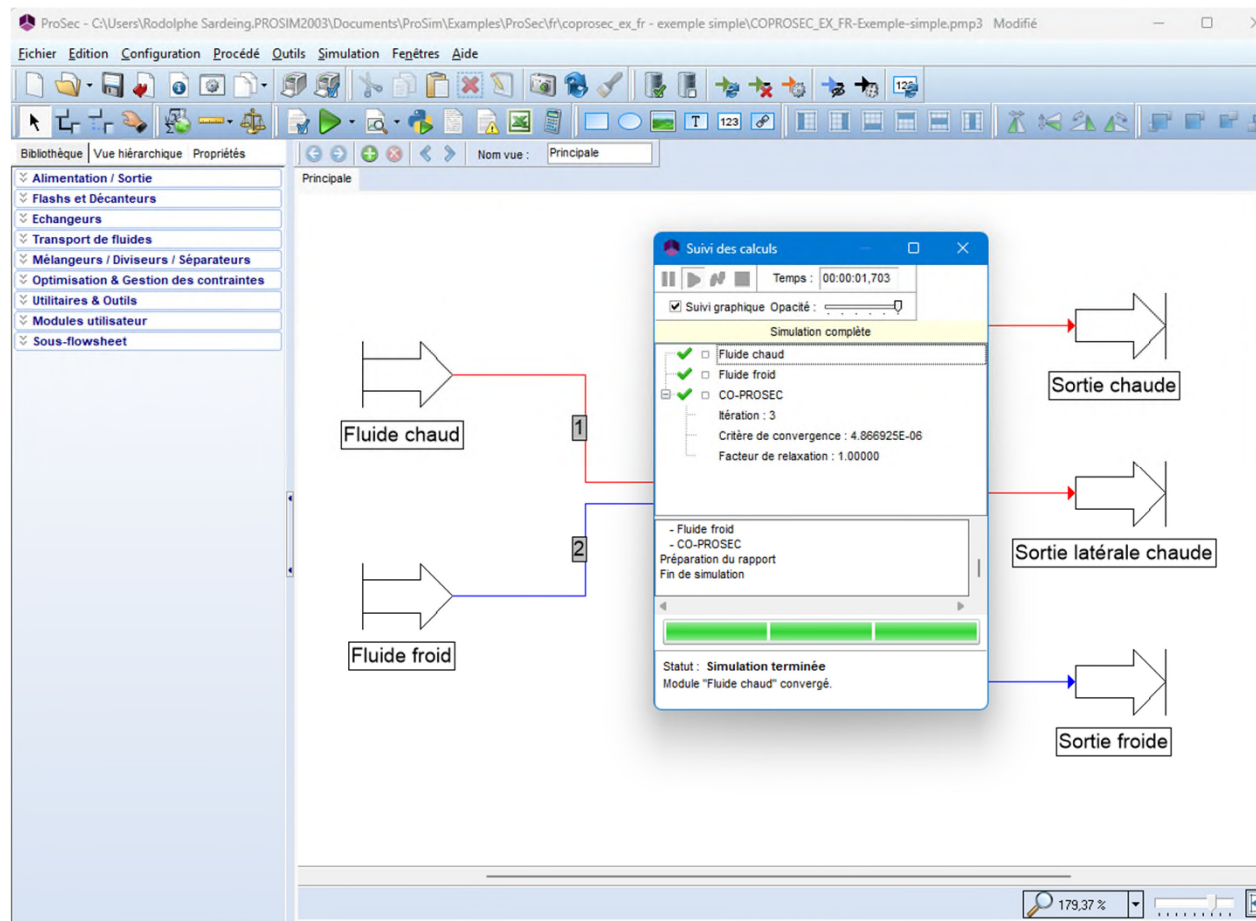 ProSec - C:\Users\Rodolphe Sardeing.PROSIM2003\Documents\ProSim\Examples\ProSec\fr\coprosec_ex_fr - exemple simple\COPROSEC_EX_FR-Exemple-simple.pmp3 Modifié
Fichier Edition Configuration Procédé Outils Simulation Fenêtres Aide
123
T 123
Bibliothèque Vue hiérarchique Propriétés
Nom vue : Principale
Principale
Alimentation / Sortie
Flashs et Décanteurs
Echangeurs
Transport de fluides
Mélangeurs / Diviseurs / Séparateurs
Optimisation & Gestion des contraintes
Utilitaires & Outils
Modules utilisateur
Sous-flowsheet
Fluide chaud
1
2
Fluide froid
Suivi des calculs
Temps : 00:00:01,703
Suivi graphique Opacité :
Simulation complète
Fluide chaud
Fluide froid
CO-PROSEC
Itération : 3
Critère de convergence : 4.866925E-06
Facteur de relaxation : 1.00000
- Fluide froid
- CO-PROSEC
Préparation du rapport
Fin de simulation
Statut : Simulation terminée
Module "Fluide chaud" convergé.
Sortie chaude
Sortie latérale chaude
Sortie froide
179,37 %